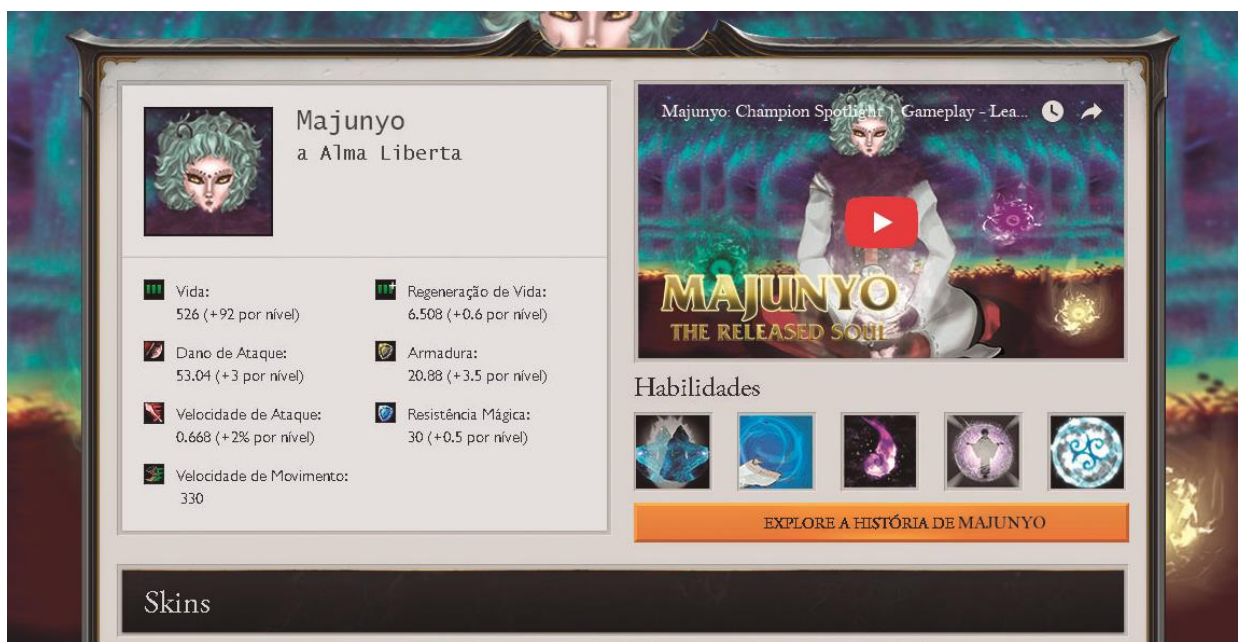 Majunyo
a Alma Liberta
Vida:
526 (+92 por nível)
Regeneração de Vida:
6.508 (+0.6 por nível)
Dano de Ataque:
53.04 (+3 por nível)
Armadura:
20.88 (+3.5 por nível)
Velocidade de Ataque:
0.668 (+2% por nível)
Resistência Mágica:
30 (+0.5 por nível)
Velocidade de Movimento:
330
Majunyo: Champion Spotlight | Gameplay - Lea...
MAJUNYO
THE RELEASED SOUL
Habilidades
EXPLORE A HISTÓRIA DE MAJUNYO
Skins